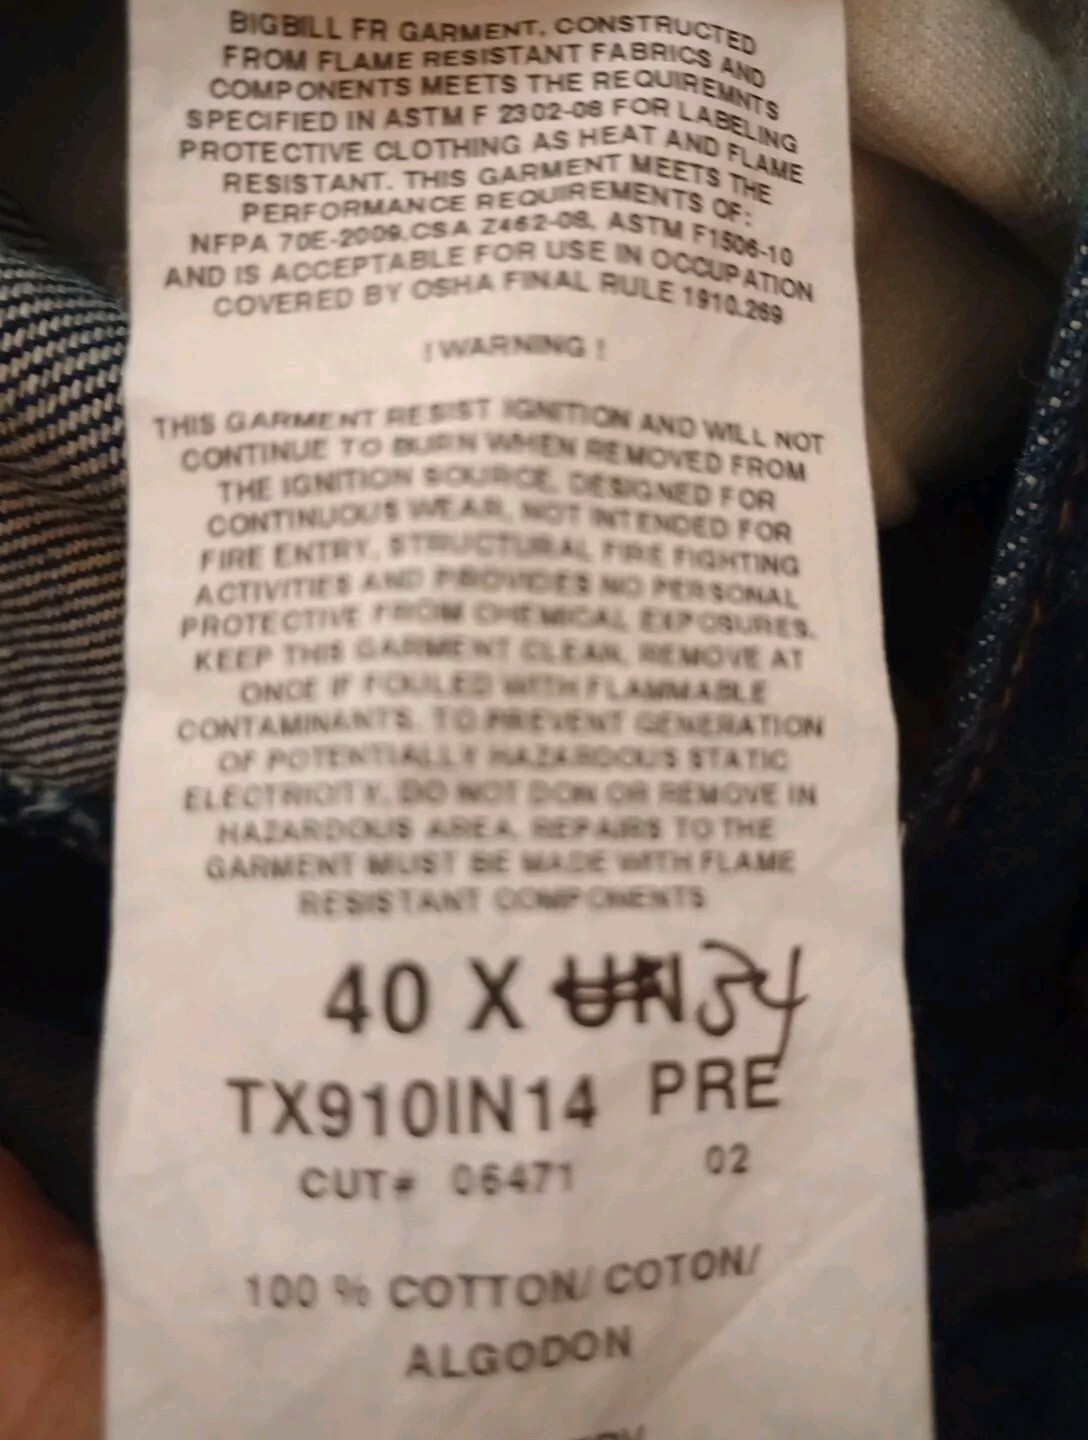 BIGBILL FR GARMENT, CONSTRUCTED
FROM FLAME RESISTANT FABRICS AND
COMPONENTS MEETS THE REQUIREMNTS
SPECIFIED IN ASTM F 2302-08 FOR LABELING
PROTECTIVE CLOTHING AS HEAT AND FLAME
RESISTANT. THIS GARMENT MEETS THE
PERFORMANCE REQUIREMENTS OF:
NFPA 70E-2009.CSA Z462-08, ASTM F1506-10
AND IS ACCEPTABLE FOR USE IN OCCUPATION
COVERED BY OSHA FINAL RULE 1910.269
! WARNING !
THIS GARMENT RESIST IGNITION AND WILL NOT
CONTINUE TO BURN WHEN REMOVED FROM
THE IGNITION SOURCE, DESIGNED FOR
CONTINUOUS WEAR, NOT INTENDED FOR
FIRE ENTRY, STRUCTURAL FIRE FIGHTING
ACTIVITIES AND PROVIDES NO PERSONAL
PROTECTIVE FROM CHEMICAL EXPOSURES.
KEEP THIS GARMENT CLEAN, REMOVE AT
ONCE IF FOULED WITH FLAMMABLE
CONTAMINANTS, TO PREVENT GENERATION
OF POTENTIALLY HAZARDOUS STATIC
ELECTRICITY, DO NOT DON OR REMOVE IN
HAZARDOUS AREA. REPAIRS TO THE
GARMENT MUST BE MADE WITH FLAME
RESISTANT COMPONENTS
40 X UN 34
TX910IN14 PRE
CUT# 06471 02
100 % COTTON/ COTON/
ALGODON